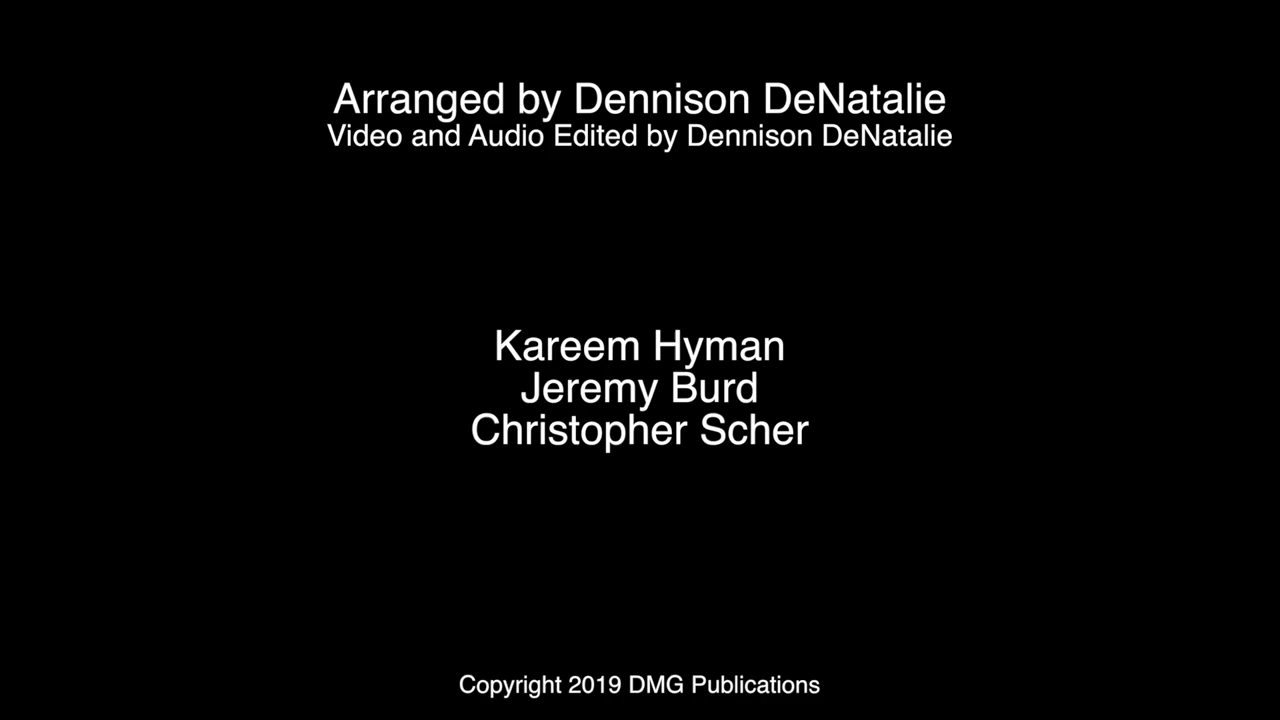 Arranged by Dennison DeNatalie
Video and Audio Edited by Dennison DeNatalie
Kareem Hyman
Jeremy Burd
Christopher Scher
Copyright 2019 DMG Publications